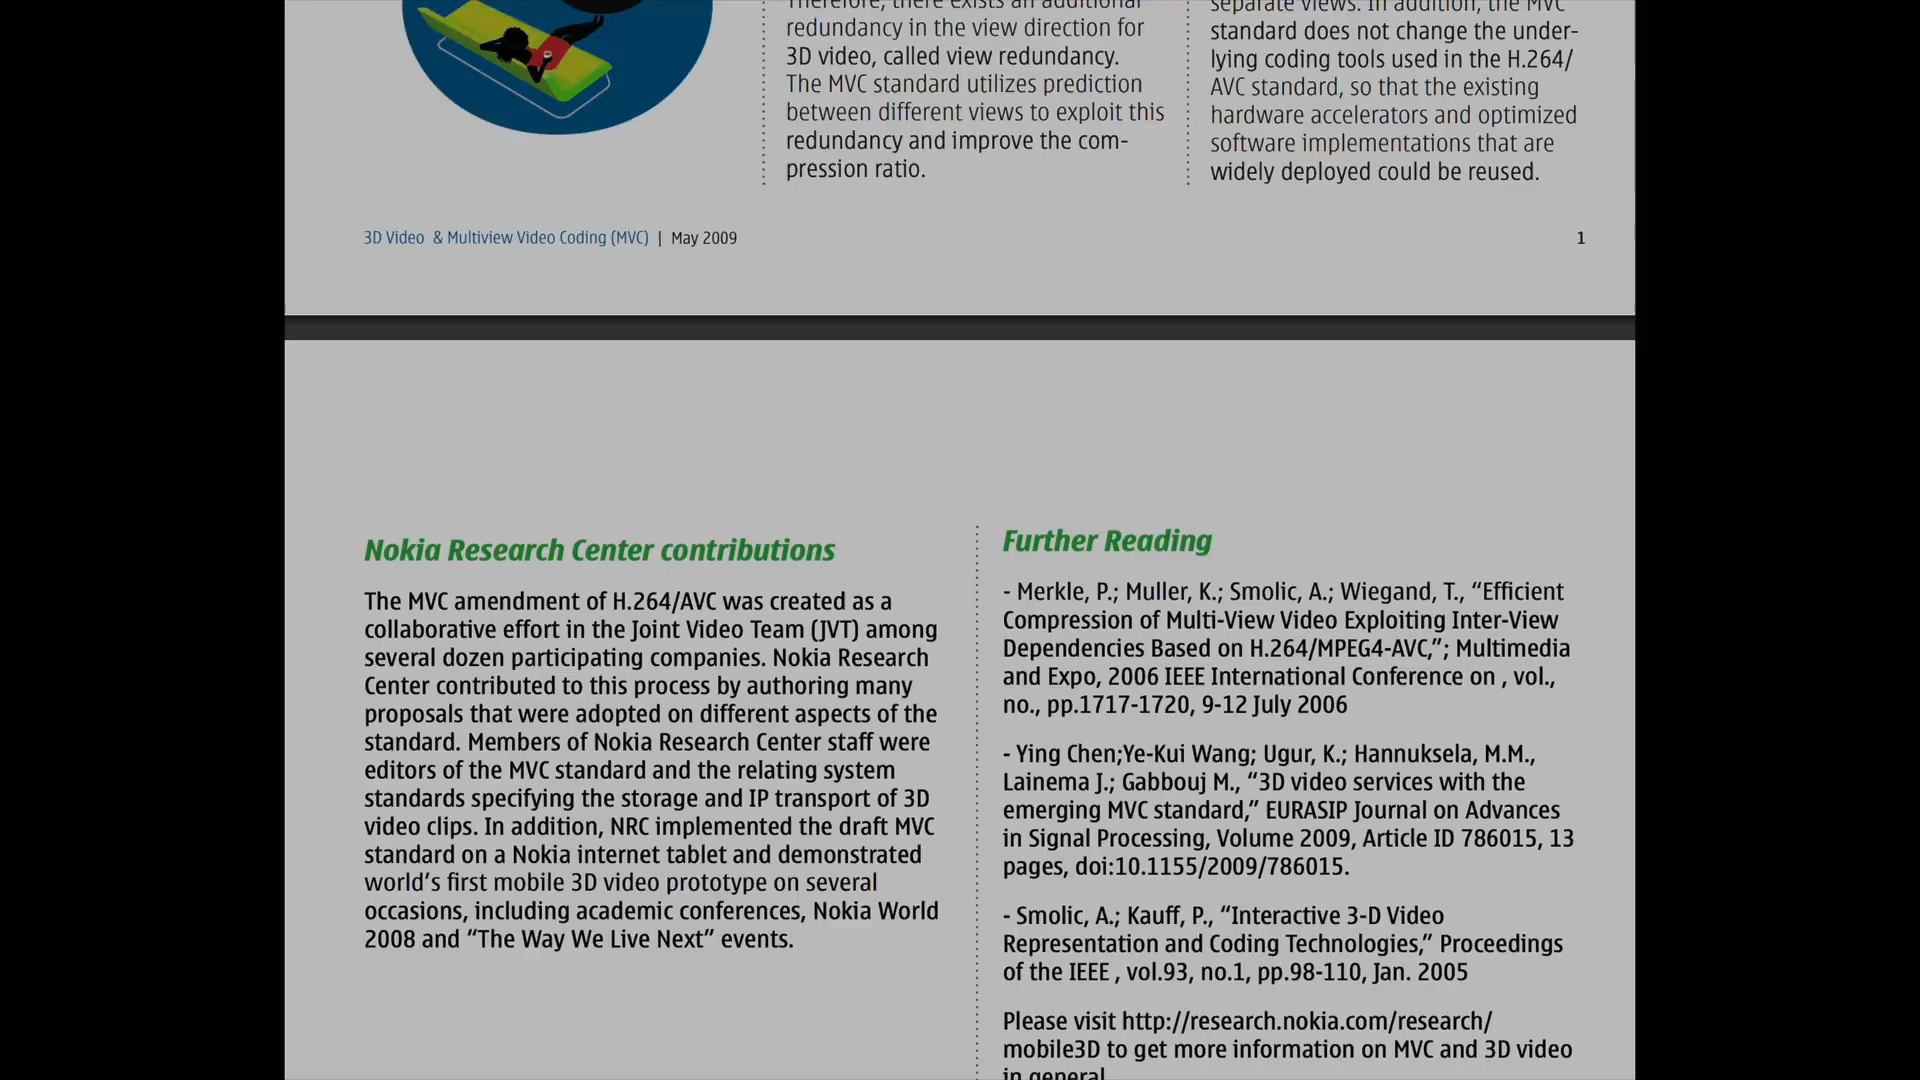 Therefore, there exists an additional
redundancy in the view direction for
3D video, called view redundancy.
The MVC standard utilizes prediction
between different views to exploit this
redundancy and improve the com-
pression ratio.
separate views. In addition, the MVC
standard does not change the under-
lying coding tools used in the H.264/
AVC standard, so that the existing
hardware accelerators and optimized
software implementations that are
widely deployed could be reused.
3D Video & Multiview Video Coding (MVC) | May 2009
1
Nokia Research Center contributions
The MVC amendment of H.264/AVC was created as a
collaborative effort in the Joint Video Team (JVT) among
several dozen participating companies. Nokia Research
Center contributed to this process by authoring many
proposals that were adopted on different aspects of the
standard. Members of Nokia Research Center staff were
editors of the MVC standard and the relating system
standards specifying the storage and IP transport of 3D
video clips. In addition, NRC implemented the draft MVC
standard on a Nokia internet tablet and demonstrated
world’s first mobile 3D video prototype on several
occasions, including academic conferences, Nokia World
2008 and “The Way We Live Next” events.
Further Reading
- Merkle, P.; Muller, K.; Smolic, A.; Wiegand, T., “Efficient
Compression of Multi-View Video Exploiting Inter-View
Dependencies Based on H.264/MPEG4-AVC,”; Multimedia
and Expo, 2006 IEEE International Conference on , vol.,
no., pp.1717-1720, 9-12 July 2006
- Ying Chen;Ye-Kui Wang; Ugur, K.; Hannuksela, M.M.,
Lainema J.; Gabbouj M., “3D video services with the
emerging MVC standard,” EURASIP Journal on Advances
in Signal Processing, Volume 2009, Article ID 786015, 13
pages, doi:10.1155/2009/786015.
- Smolic, A.; Kauff, P., “Interactive 3-D Video
Representation and Coding Technologies,” Proceedings
of the IEEE , vol.93, no.1, pp.98-110, Jan. 2005
Please visit http://research.nokia.com/research/
mobile3D to get more information on MVC and 3D video
in general